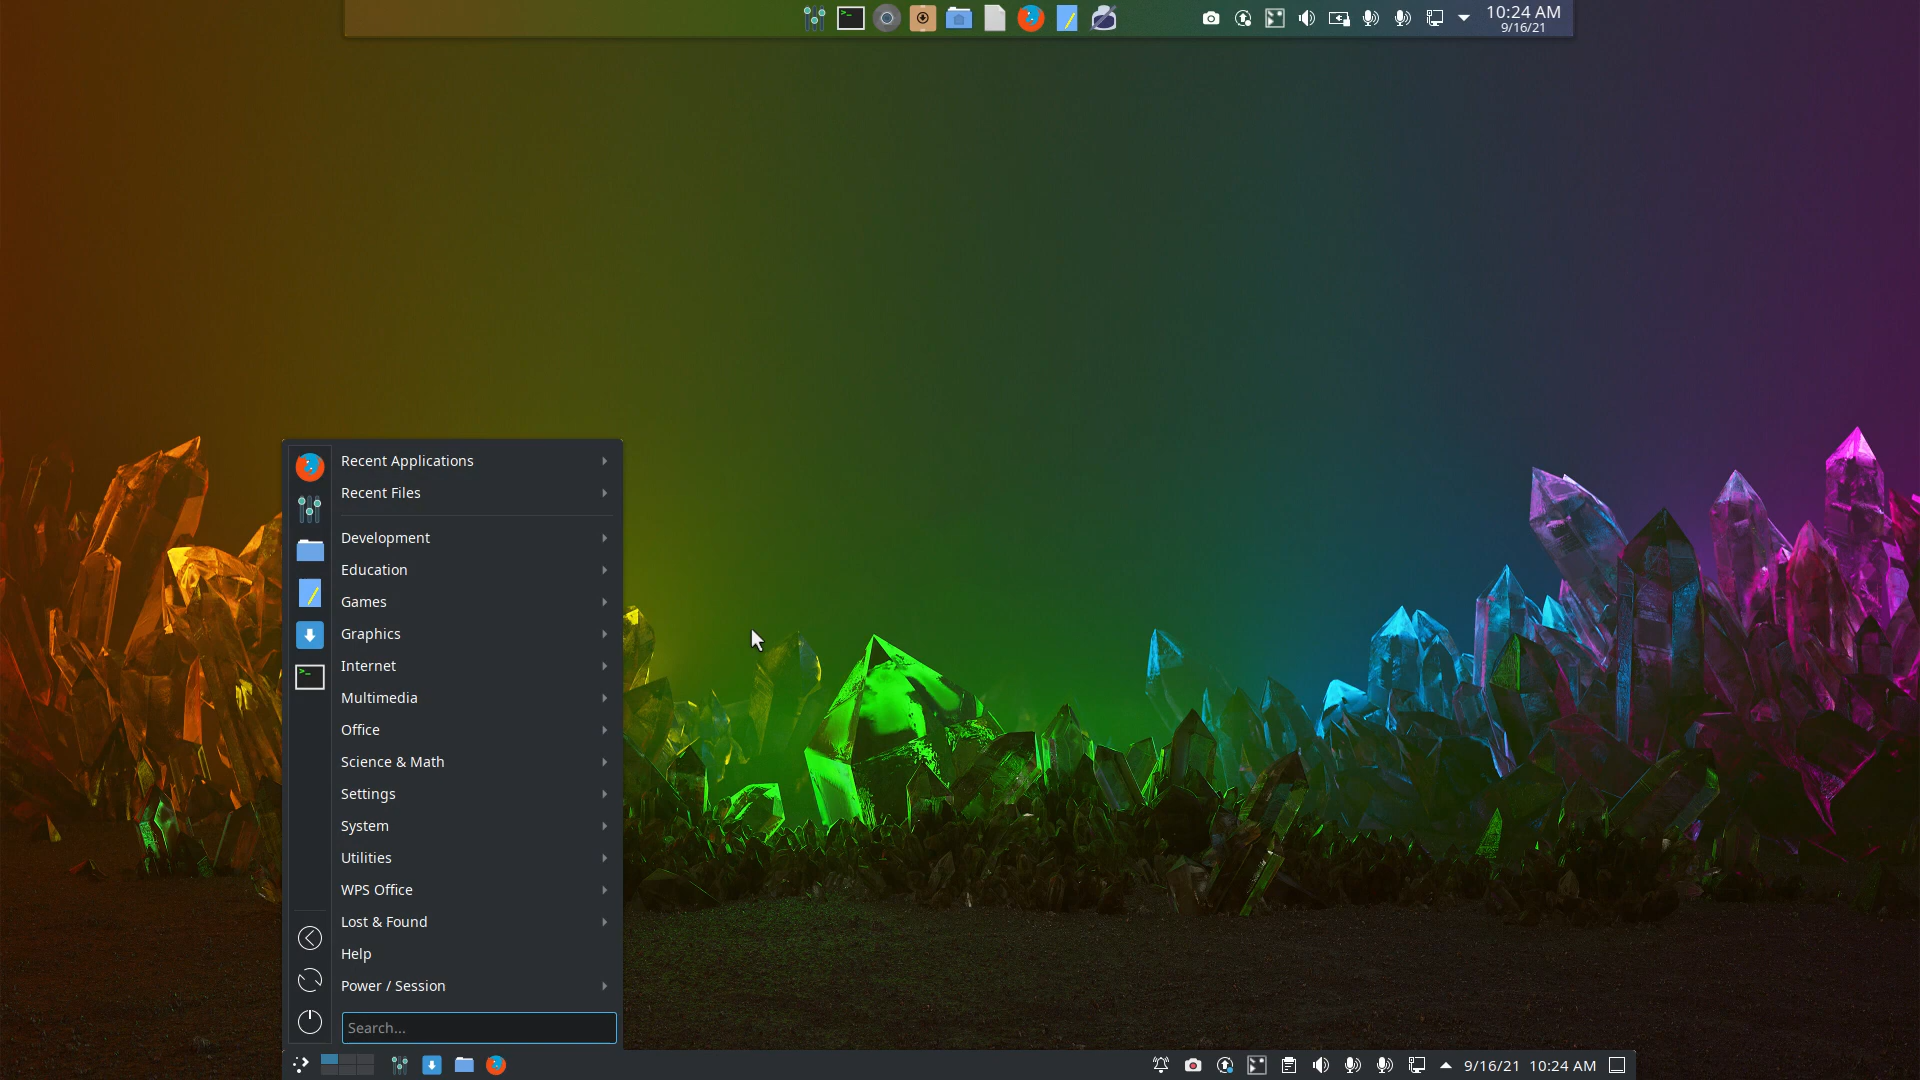 10:24 AM
9/16/21
Recent Applications
Recent Files
Development
Education
Games
Graphics
Internet
Multimedia
Office
Science & Math
Settings
System
Utilities
WPS Office
Lost & Found
Help
Power / Session
Search...
9/16/21 10:24 AM